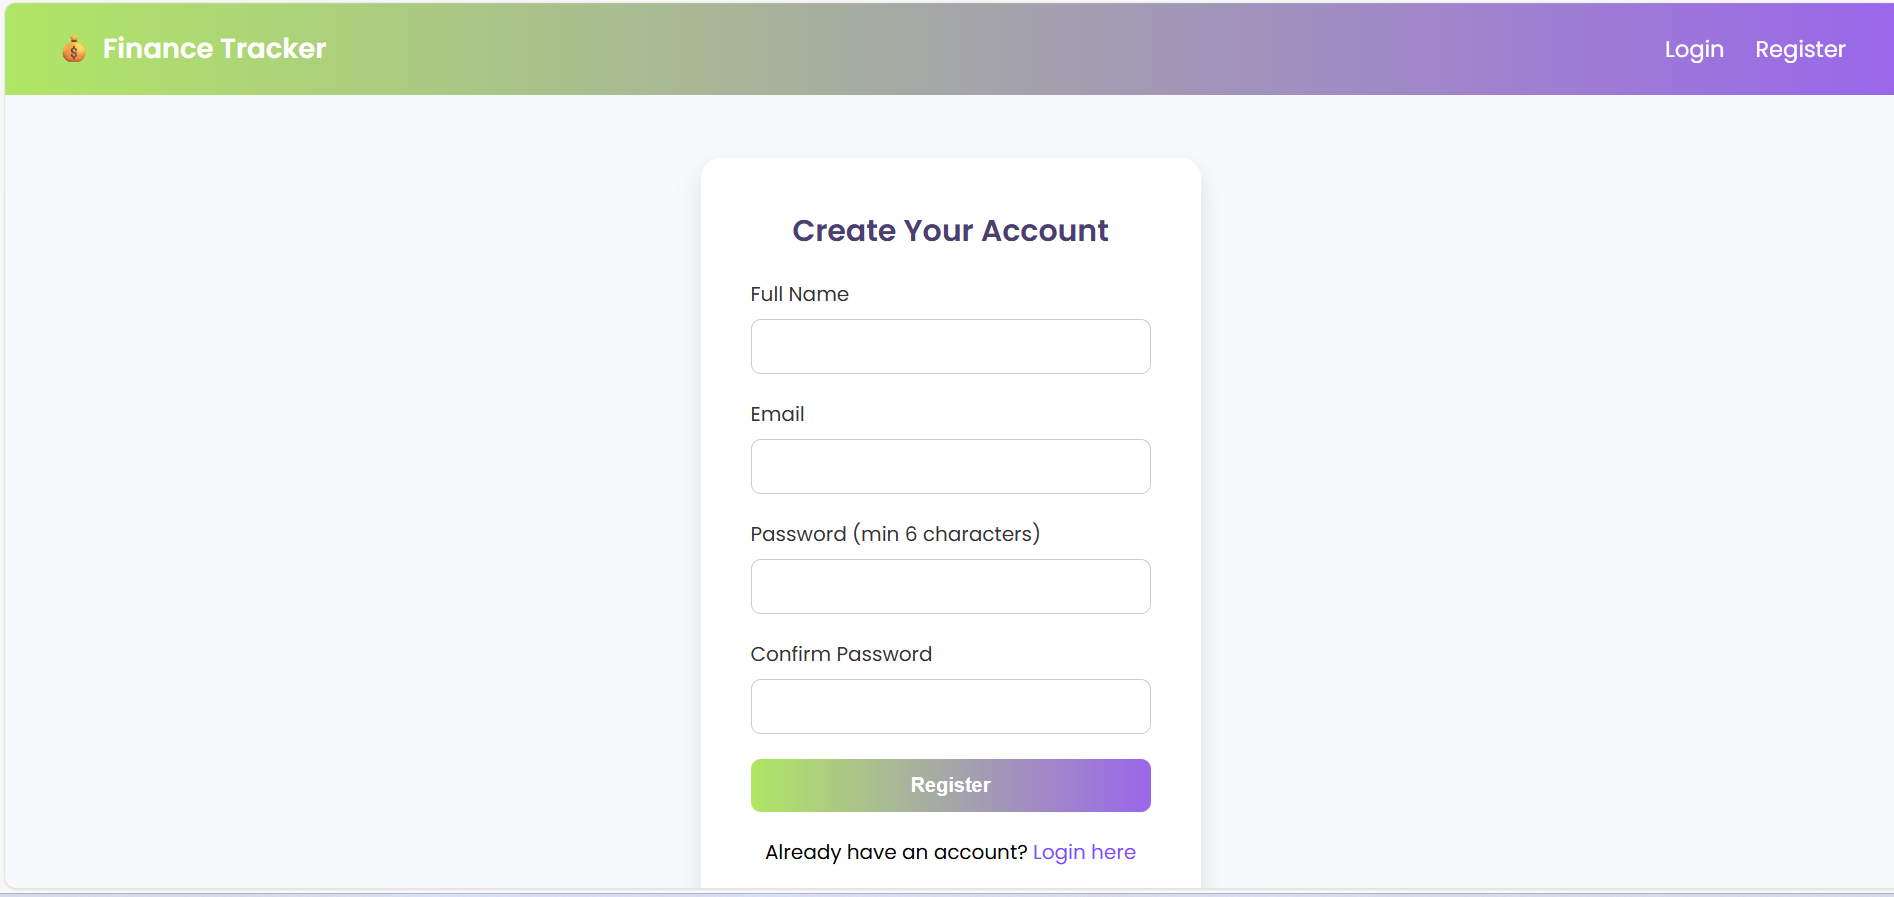 Finance Tracker
Login Register
Create Your Account
Full Name
Email
Password (min 6 characters)
Confirm Password
Register
Already have an account? Login here